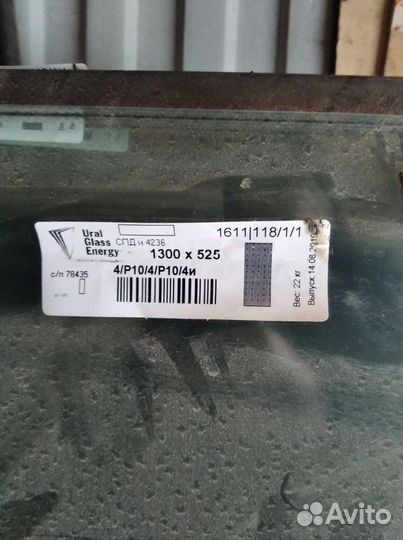 Ural
Glass
Energy
СПД и 4236
1300 x 525
1611|118/1/1
с/п 78435
4/Р10/4/Р10/4и
Вес: 22 кг
Выпуск:14.08.2019
Avito